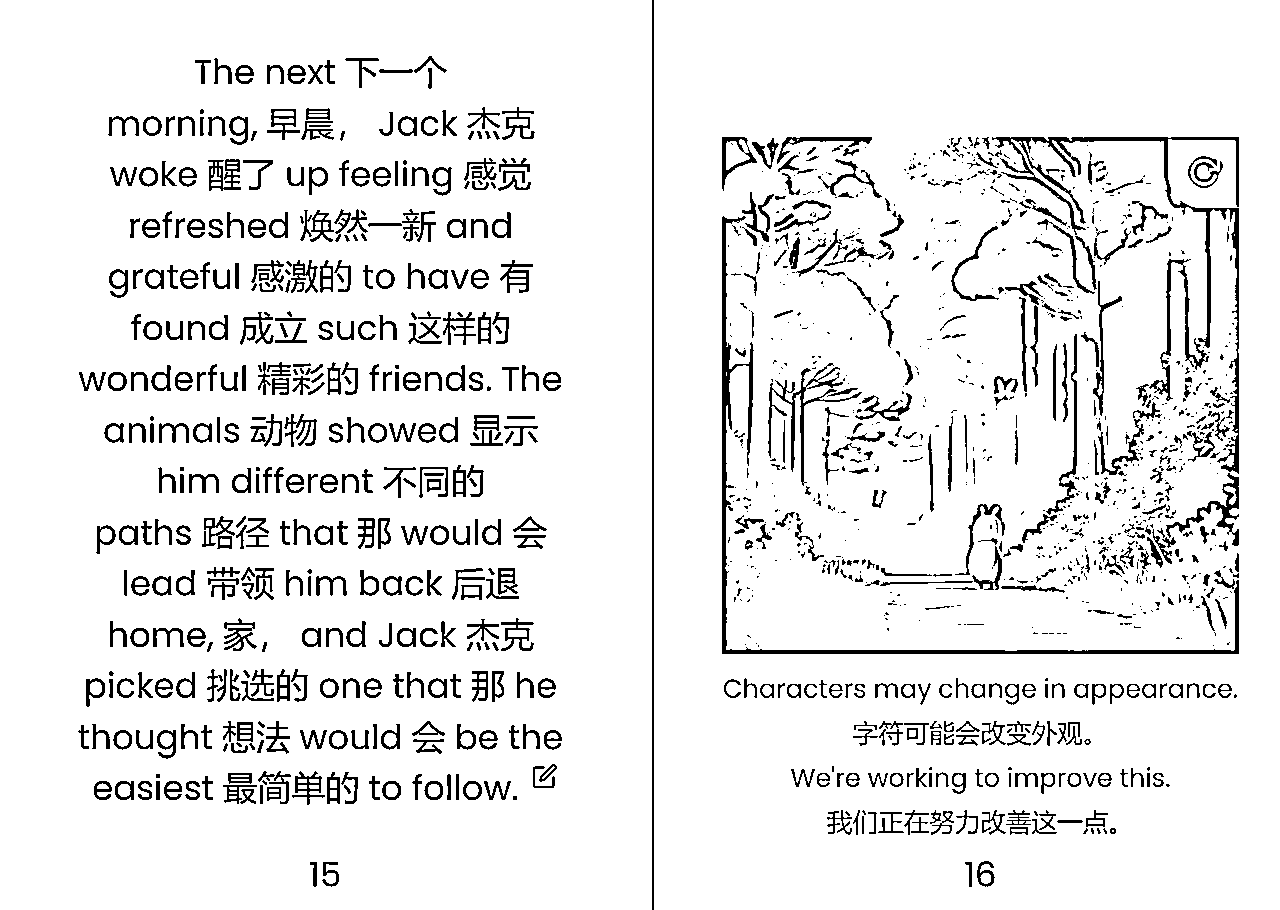 The next 下一个
morning, 早晨， Jack 杰克
woke 醒了 up feeling 感觉
refreshed 焕然一新 and
grateful 感激的 to have 有
found 成立 such 这样的
wonderful 精彩的 friends. The
animals 动物 showed 显示
him different 不同的
paths 路径 that 那 would 会
lead 带领 him back 后退
home, 家， and Jack 杰克
picked 挑选的 one that 那 he
thought 想法 would 会 be the
easiest 最简单的 to follow.
15
Characters may change in appearance.
字符可能会改变外观。
We're working to improve this.
我们正在努力改善这一点。
16